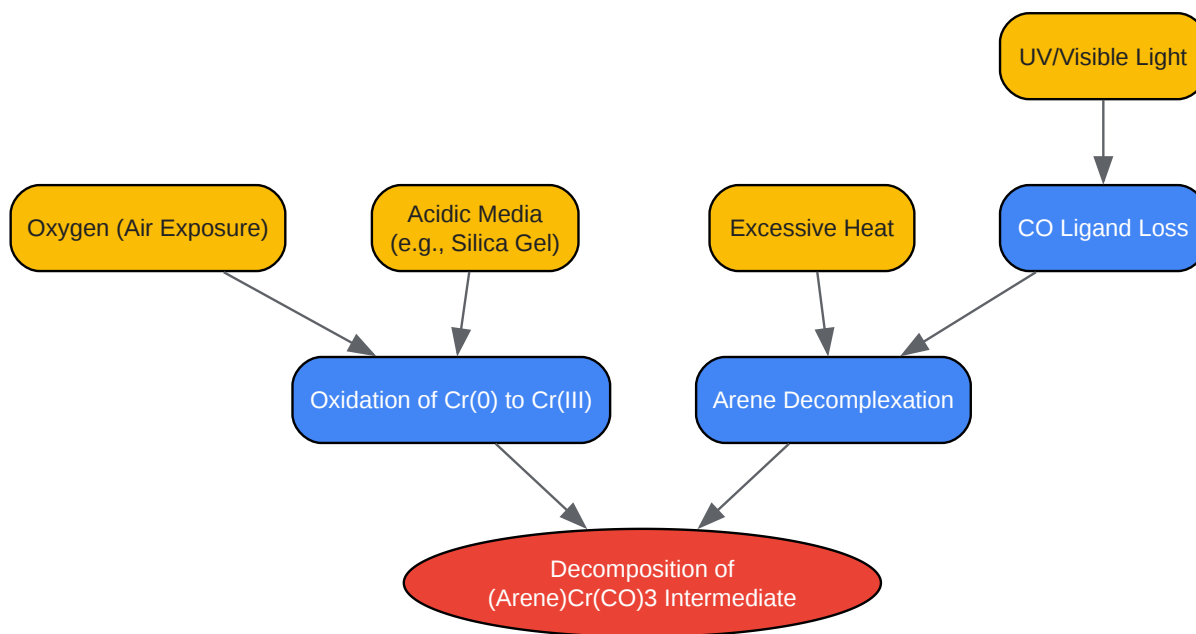 UV/Visible Light
Oxygen (Air Exposure)
Acidic Media
(e.g., Silica Gel)
Excessive Heat
CO Ligand Loss
Oxidation of Cr(0) to Cr(III)
Arene Decomplexation
Decomposition of
(Arene)Cr(CO)3 Intermediate